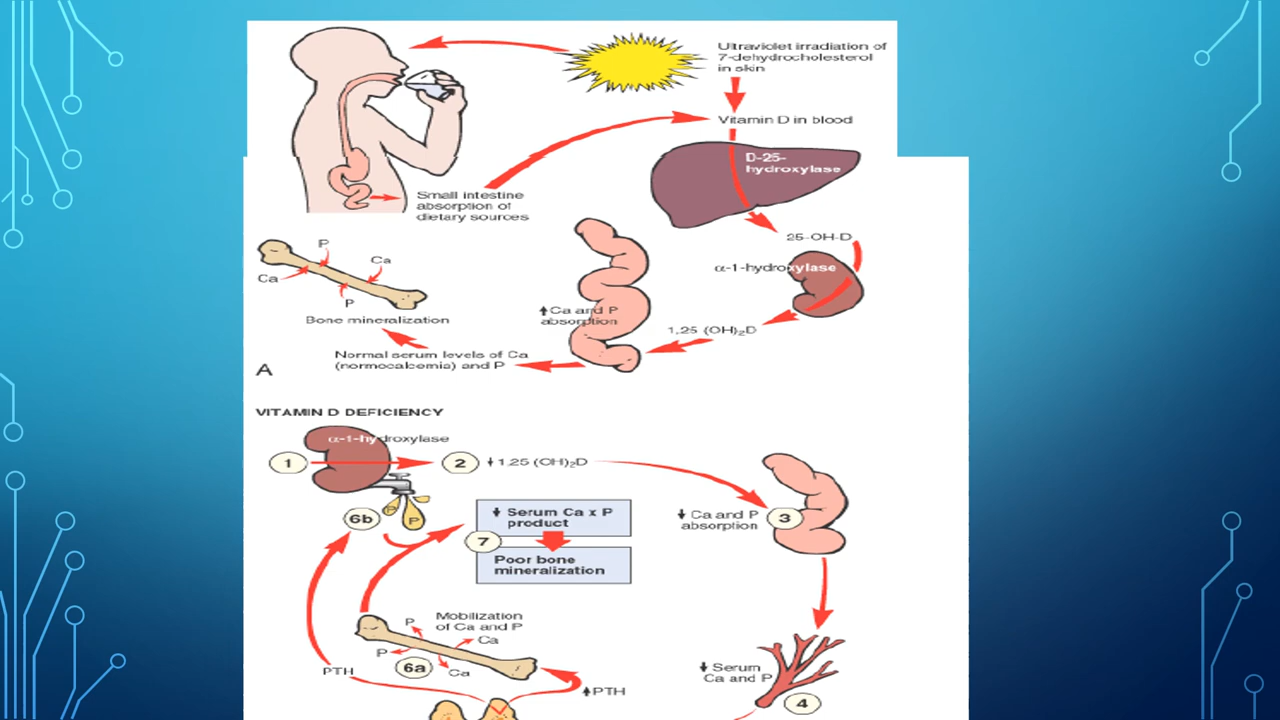 Ultraviolet irradiation of
7-dehydrocholesterol
in skin
Vitamin D in blood
D-25-
hydroxylase
Small intestine
absorption of
dietary sources
25-OH-D
α-1-hydroxylase
P
Ca
Ca
P
Bone mineralization
↑Ca and P
absorption
1,25 (OH)₂D
Normal serum levels of Ca
(normocalcemia) and P
A
VITAMIN D DEFICIENCY
α-1-hydroxylase
1
2
↓1,25 (OH)₂D
P
P
6b
↓ Serum Ca x P
product
7
Poor bone
mineralization
↓Ca and P
absorption
3
Mobilization
of Ca and P
P
Ca
P
6a
Ca
PTH
↑PTH
↓ Serum
Ca and P
4